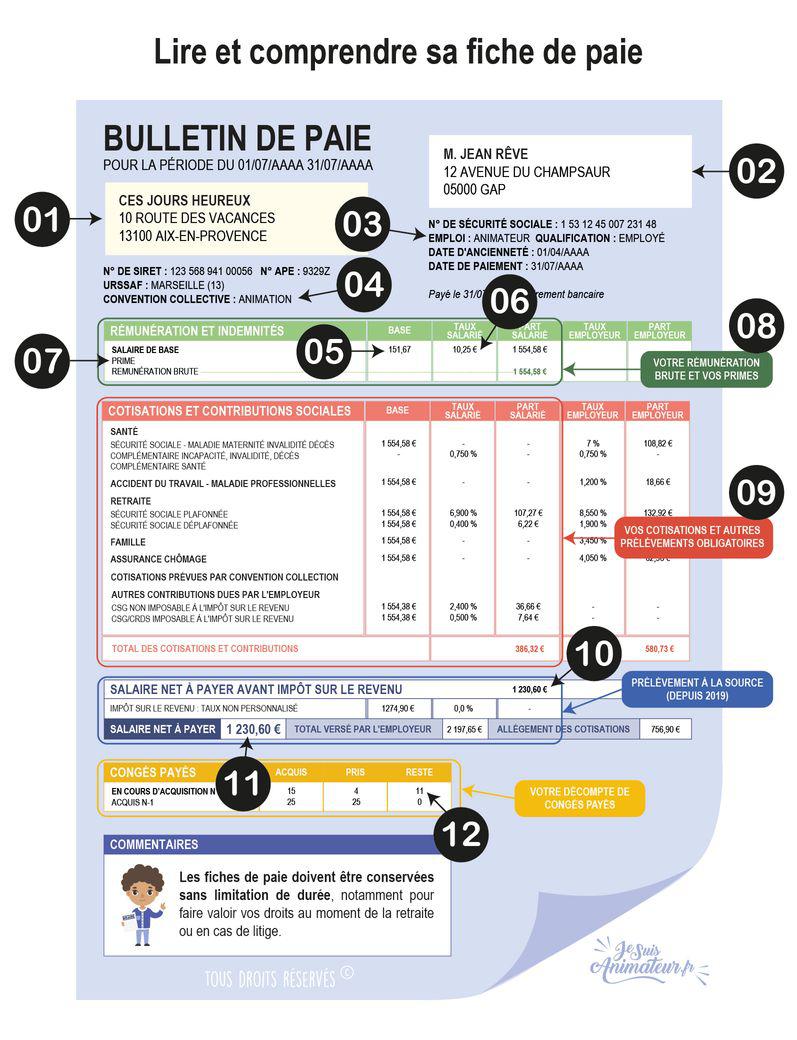 Lire et comprendre sa fiche de paie
BULLETIN DE PAIE
POUR LA PÉRIODE DU 01/07/AAAA 31/07/AAAA
M. JEAN RÊVE
12 AVENUE DU CHAMPSAUR
05000 GAP
02
01
CES JOURS HEUREUX
10 ROUTE DES VACANCES
13100 AIX-EN-PROVENCE
03
N° DE SÉCURITÉ SOCIALE : 1 53 12 45 007 231 48
EMPLOI : ANIMATEUR QUALIFICATION : EMPLOYÉ
DATE D'ANCIENNETÉ : 01/04/AAAA
DATE DE PAIEMENT : 31/07/AAAA
N° DE SIRET : 123 568 941 00056 N° APE : 9329Z
URSSAF : MARSEILLE (13)
CONVENTION COLLECTIVE : ANIMATION
04
Payé le 31/0 rement bancaire
06
RÉMUNÉRATION ET INDEMNITÉS BASE TAUX SALARIÉ PART SALARIÉ TAUX EMPLOYEUR PART EMPLOYEUR
08
07
SALAIRE DE BASE 05 151,67 10,25 € 1 554,58 €
PRIME
RÉMUNÉRATION BRUTE 1 554,58 €
VOTRE RÉMUNÉRATION
BRUTE ET VOS PRIMES
COTISATIONS ET CONTRIBUTIONS SOCIALES BASE TAUX SALARIÉ PART SALARIÉ TAUX EMPLOYEUR PART EMPLOYEUR
SANTÉ
SÉCURITÉ SOCIALE - MALADIE MATERNITÉ INVALIDITÉ DÉCÈS 1 554,58 € - - 7 % 108,82 €
COMPLÉMENTAIRE INCAPACITÉ, INVALIDITÉ, DÉCÈS - 0,750 % - 0,750 % -
COMPLÉMENTAIRE SANTÉ
ACCIDENT DU TRAVAIL - MALADIE PROFESSIONNELLES 1 554,58 € - - 1,200 % 18,66 €
09
RETRAITE
SÉCURITÉ SOCIALE PLAFONNÉE 1 554,58 € 6,900 % 107,27 € 8,550 % 132,92 €
SÉCURITÉ SOCIALE DÉPLAFONNÉE 1 554,58 € 0,400 % 6,22 € 1,900 %
VOS COTISATIONS ET AUTRES
PRÉLÈVEMENTS OBLIGATOIRES
FAMILLE 1 554,58 € - - 3,450 %
ASSURANCE CHÔMAGE 1 554,58 € - - 4,050 %
COTISATIONS PRÉVUES PAR CONVENTION COLLECTION
AUTRES CONTRIBUTIONS DUES PAR L'EMPLOYEUR
CSG NON IMPOSABLE À L'IMPÔT SUR LE REVENU 1 554,38 € 2,400 % 36,66 € - -
CSG/CRDS IMPOSABLE À L'IMPÔT SUR LE REVENU 1 554,38 € 0,500 % 7,64 € - -
TOTAL DES COTISATIONS ET CONTRIBUTIONS 386,32 € 580,73 €
10
SALAIRE NET À PAYER AVANT IMPÔT SUR LE REVENU 1 230,60 €
PRÉLÈVEMENT À LA SOURCE
(DEPUIS 2019)
IMPÔT SUR LE REVENU : TAUX NON PERSONNALISÉ 1274,90 € 0,0 % -
SALAIRE NET À PAYER 1 230,60 € TOTAL VERSÉ PAR L'EMPLOYEUR 2 197,65 € ALLÉGEMENT DES COTISATIONS 756,90 €
11
CONGÉS PAYÉS ACQUIS PRIS RESTE
EN COURS D'ACQUISITION N 15 4 11
ACQUIS N-1 25 25 0
VOTRE DÉCOMPTE DE
CONGÉS PAYÉS
12
COMMENTAIRES
Les fiches de paie doivent être conservées
sans limitation de durée, notamment pour
faire valoir vos droits au moment de la retraite
ou en cas de litige.
JeSuis
Animateur.fr
TOUS DROITS RÉSERVÉS ©